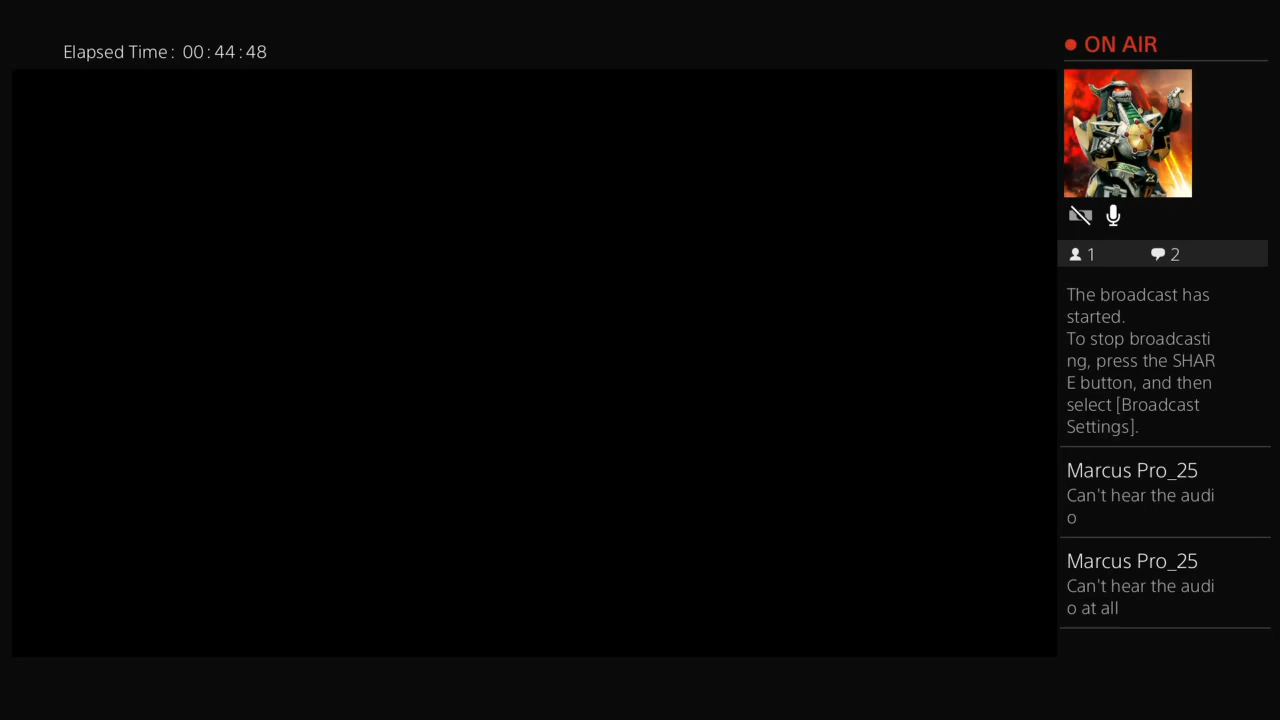 Elapsed Time: 00:44:48
ON AIR
1 2
The broadcast has
started.
To stop broadcasti
ng, press the SHAR
E button, and then
select [Broadcast
Settings].
Marcus Pro_25
Can't hear the audi
o
Marcus Pro_25
Can't hear the audi
o at all